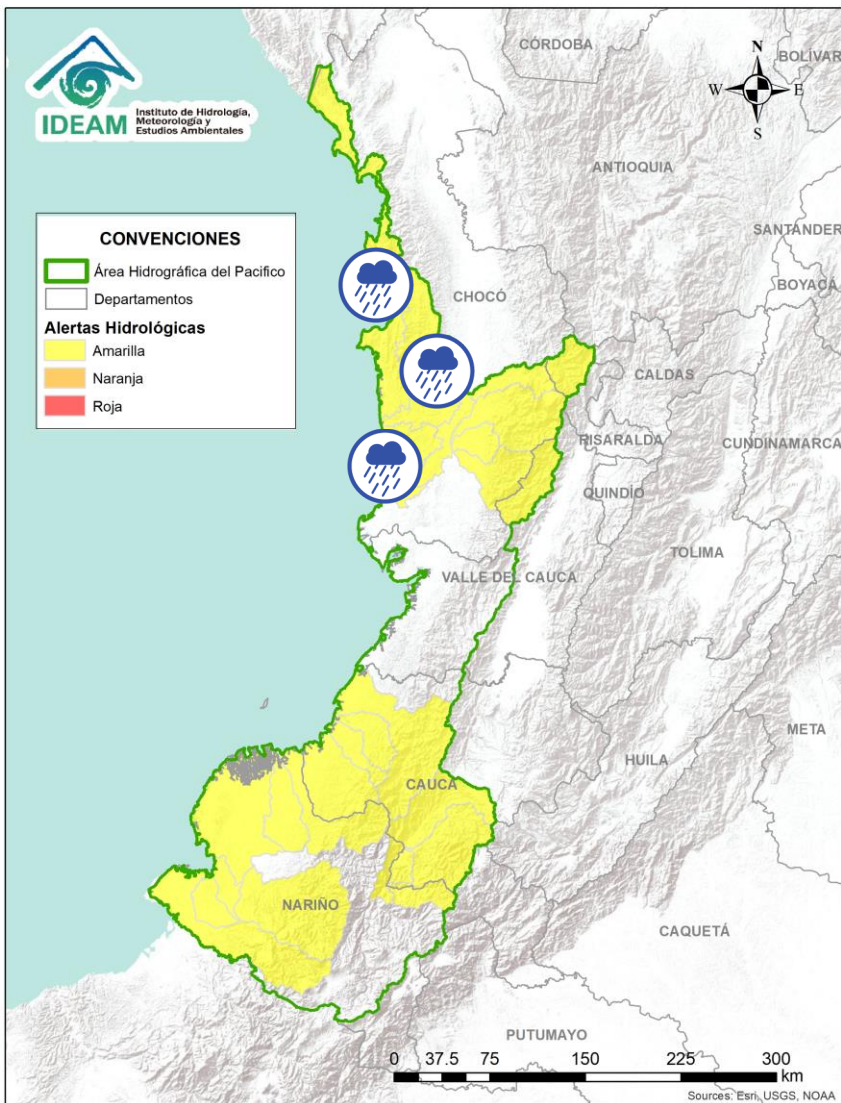 IDEAM
Instituto de Hidrología,
Meteorología y
Estudios Ambientales
CÓRDOBA
BOLÍVAR
N
W
E
S
ANTIOQUIA
SANTANDER
BOYACÁ
CONVENCIONES
Área Hidrográfica del Pacifico
Departamentos
Alertas Hidrológicas
Amarilla
Naranja
Roja
CHOCÓ
CALDAS
RISARALDA
CUNDINAMARCA
QUINDÍO
TOLIMA
VALLE DEL CAUCA
META
HUILA
CAUCA
NARIÑO
CAQUETÁ
PUTUMAYO
0 37.5 75 150 225 300
km
Sources: Esri, USGS, NOAA